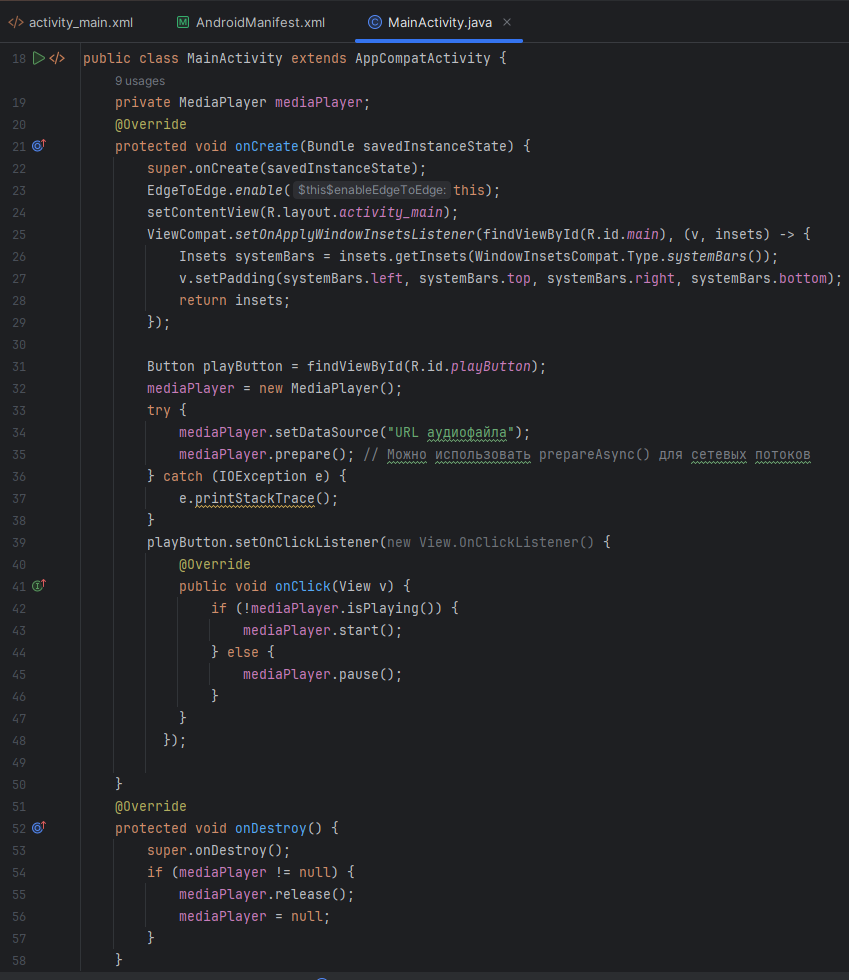 activity_main.xml AndroidManifest.xml MainActivity.java
18 public class MainActivity extends AppCompatActivity {
9 usages
19 private MediaPlayer mediaPlayer;
20 @Override
21 protected void onCreate(Bundle savedInstanceState) {
22 super.onCreate(savedInstanceState);
23 EdgeToEdge.enable( $this$enableEdgeToEdge: this);
24 setContentView(R.layout.activity_main);
25 ViewCompat.setOnApplyWindowInsetsListener(findViewById(R.id.main), (v, insets) -> {
26 Insets systemBars = insets.getInsets(WindowInsetsCompat.Type.systemBars());
27 v.setPadding(systemBars.left, systemBars.top, systemBars.right, systemBars.bottom);
28 return insets;
29 });
30
31 Button playButton = findViewById(R.id.playButton);
32 mediaPlayer = new MediaPlayer();
33 try {
34 mediaPlayer.setDataSource("URL аудиофайла");
35 mediaPlayer.prepare(); // Можно использовать prepareAsync() для сетевых потоков
36 } catch (IOException e) {
37 e.printStackTrace();
38 }
39 playButton.setOnClickListener(new View.OnClickListener() {
40 @Override
41 public void onClick(View v) {
42 if (!mediaPlayer.isPlaying()) {
43 mediaPlayer.start();
44 } else {
45 mediaPlayer.pause();
46 }
47 }
48 });
49
50 }
51 @Override
52 protected void onDestroy() {
53 super.onDestroy();
54 if (mediaPlayer != null) {
55 mediaPlayer.release();
56 mediaPlayer = null;
57 }
58 }